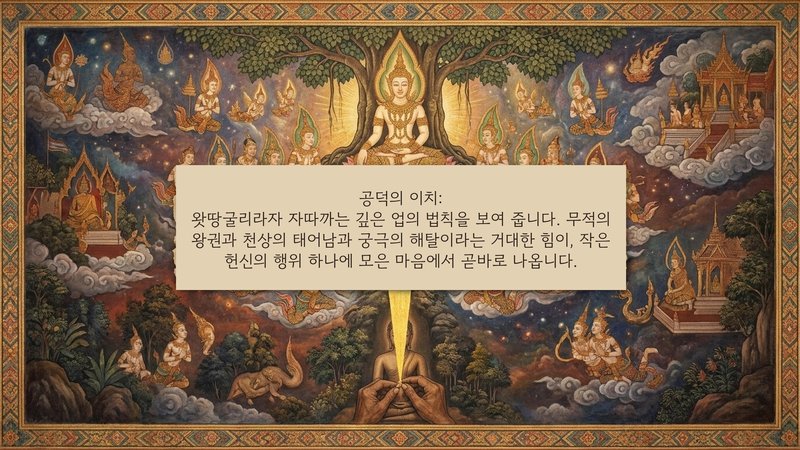 공덕의 이치:
왓땅굴리라자 자따까는 깊은 업의 법칙을 보여 줍니다. 무적의
왕권과 천상의 태어남과 궁극의 해탈이라는 거대한 힘이, 작은
헌신의 행위 하나에 모은 마음에서 곧바로 나옵니다.